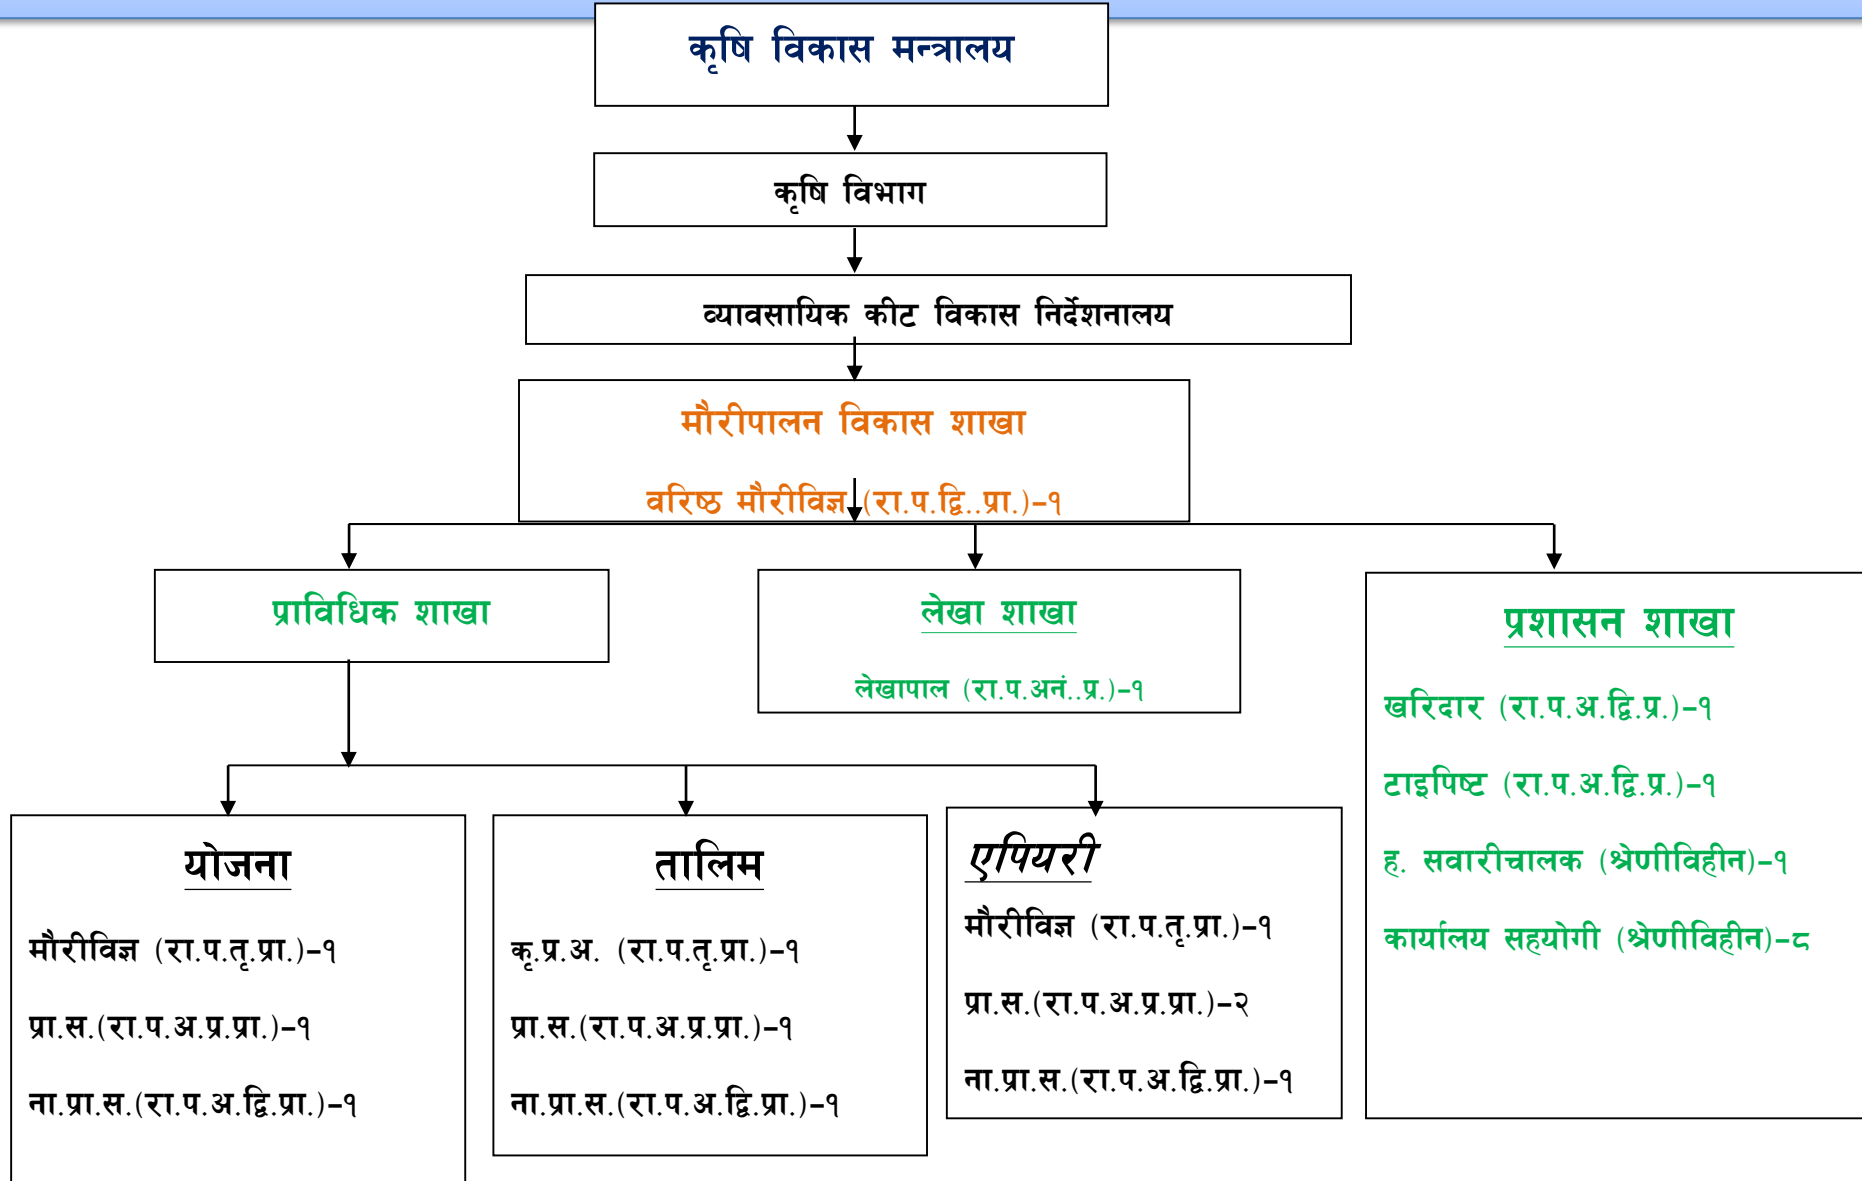 कृषि विकास मन्त्रालय
कृषि विभाग
व्यावसायिक कीट विकास निर्देशनालय
मौरीपालन विकास शाखा
वरिष्ठ मौरीविज्ञ (रा.प.द्वि..प्रा.)–१
प्राविधिक शाखा
लेखा शाखा
लेखापाल (रा.प.अनं..प्र.)–१
प्रशासन शाखा
खरिदार (रा.प.अ.द्वि.प्र.)–१
टाइपिष्ट (रा.प.अ.द्वि.प्र.)–१
ह. सवारीचालक (श्रेणीविहीन)–१
कार्यालय सहयोगी (श्रेणीविहीन)–८
योजना
मौरीविज्ञ (रा.प.तृ.प्रा.)–१
प्रा.स.(रा.प.अ.प्र.प्रा.)–१
ना.प्रा.स.(रा.प.अ.द्वि.प्रा.)–१
तालिम
कृ.प्र.अ. (रा.प.तृ.प्रा.)–१
प्रा.स.(रा.प.अ.प्र.प्रा.)–१
ना.प्रा.स.(रा.प.अ.द्वि.प्रा.)–१
एपियरी
मौरीविज्ञ (रा.प.तृ.प्रा.)–१
प्रा.स.(रा.प.अ.प्र.प्रा.)–२
ना.प्रा.स.(रा.प.अ.द्वि.प्रा.)–१